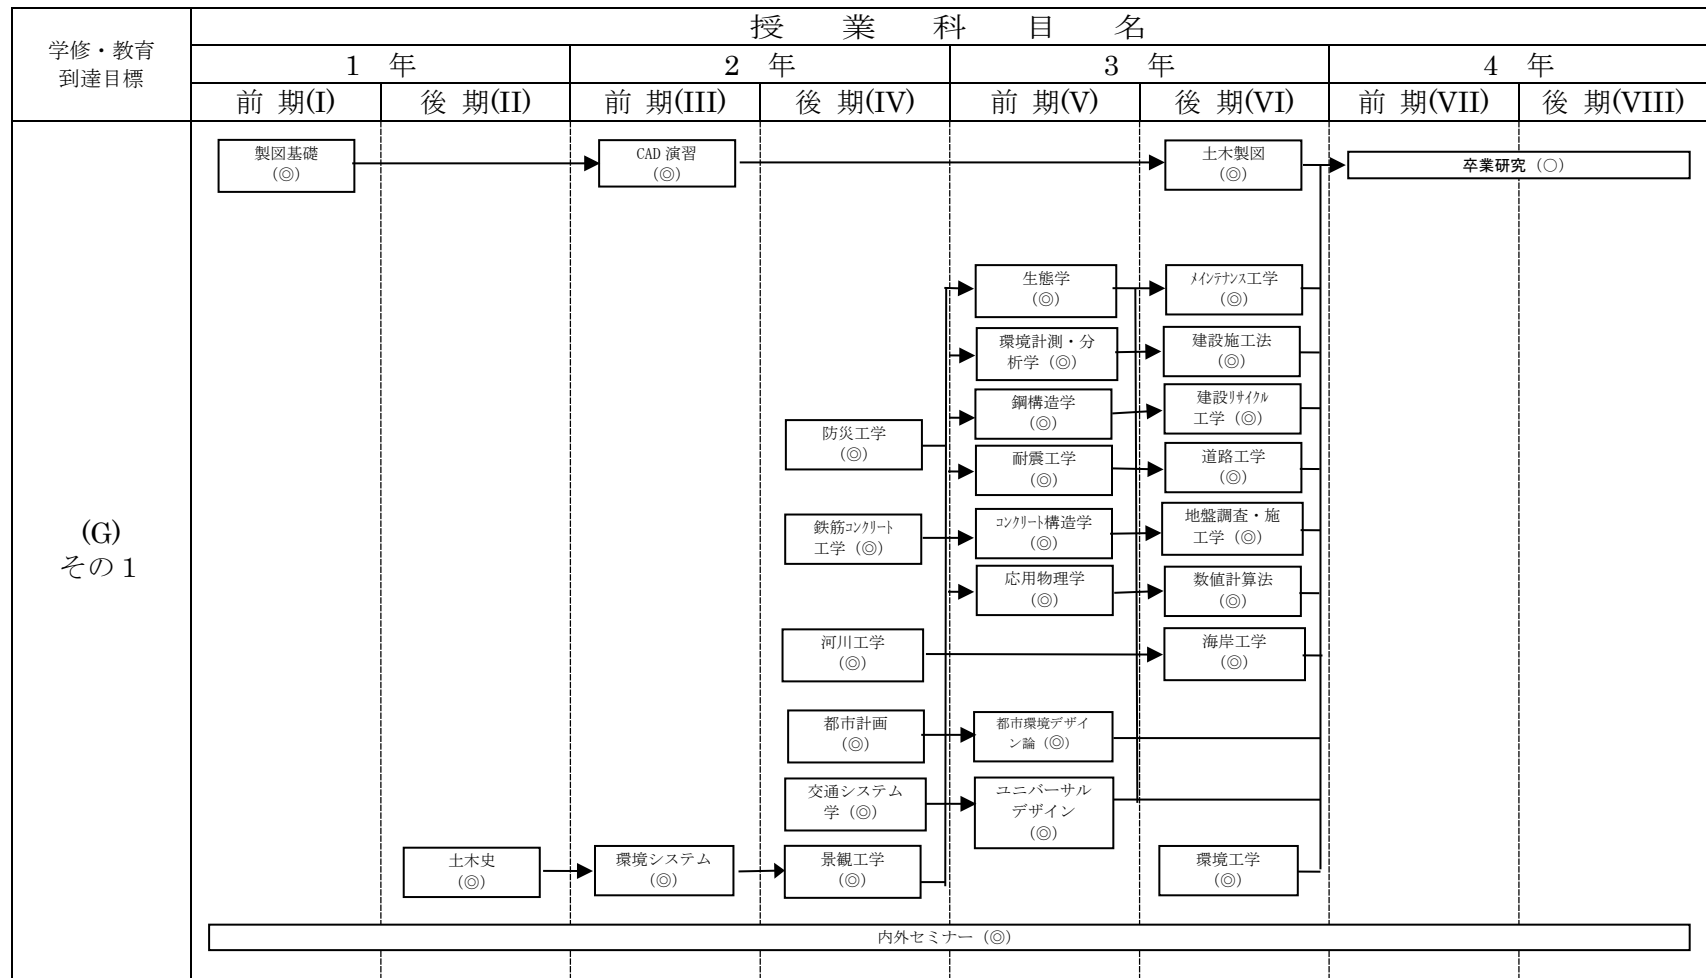 授業科目名
学修・教育
到達目標
1 年
2 年
3 年
4 年
前 期(I)
後 期(II)
前 期(III)
後 期(IV)
前 期(V)
後 期(VI)
前 期(VII)
後 期(VIII)
(G)
その1
製図基礎
(◎)
CAD 演習
(◎)
土木製図
(◎)
卒業研究 (○)
生態学
(◎)
メインテナンス工学
(◎)
環境計測・分
析学 (◎)
建設施工法
(◎)
鋼構造学
(◎)
建設リサイクル
工学 (◎)
防災工学
(◎)
耐震工学
(◎)
道路工学
(◎)
鉄筋コンクリート
工学 (◎)
コンクリート構造学
(◎)
地盤調査・施
工学 (◎)
応用物理学
(◎)
数値計算法
(◎)
河川工学
(◎)
海岸工学
(◎)
都市計画
(◎)
都市環境デザイ
ン論 (◎)
交通システム
学 (◎)
ユニバーサル
デザイン
(◎)
土木史
(◎)
環境システム
(◎)
景観工学
(◎)
環境工学
(◎)
内外セミナー (◎)